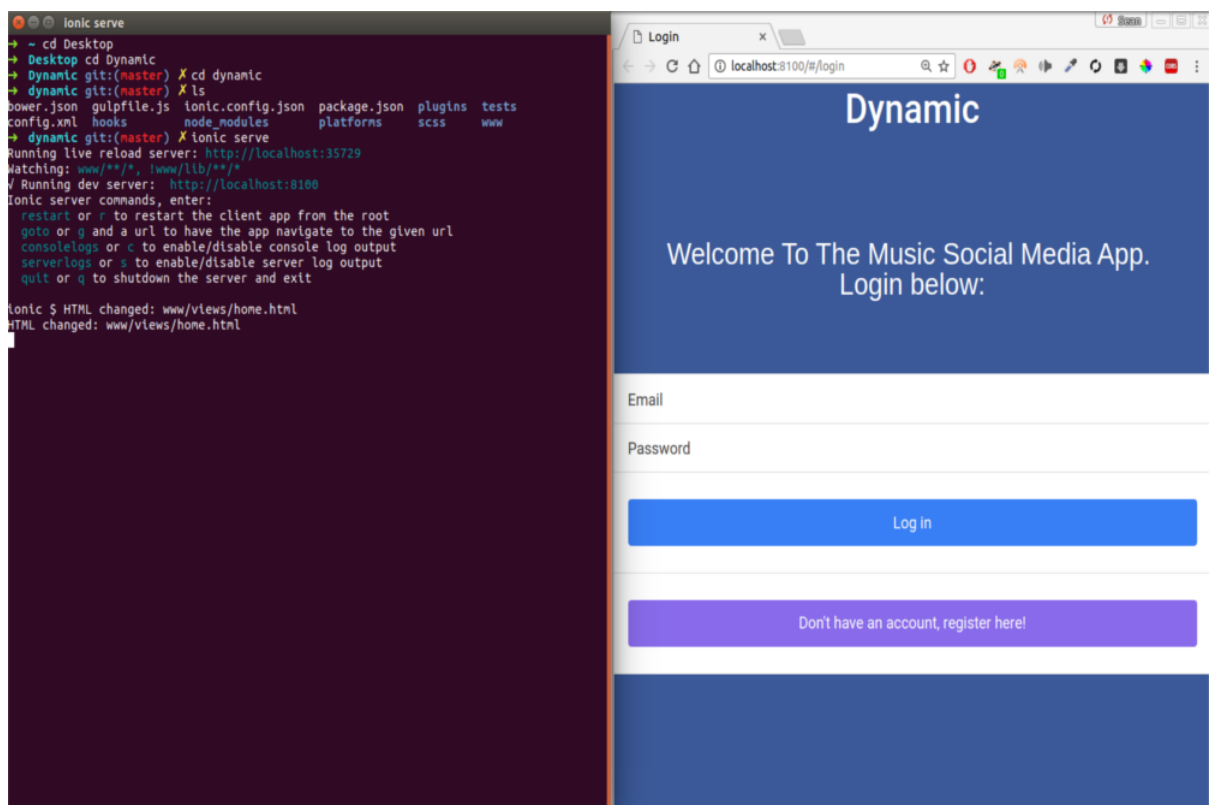 ionic serve
→ ~ cd Desktop
→ Desktop cd Dynamic
→ Dynamic git:(master) ✗ cd dynamic
→ dynamic git:(master) ✗ ls
bower.json gulpfile.js ionic.config.json package.json plugins tests
config.xml hooks node_modules platforms scss www
→ dynamic git:(master) ✗ ionic serve
Running live reload server: http://localhost:35729
Watching: www/**/*, !www/lib/**/*
√ Running dev server: http://localhost:8100
Ionic server commands, enter:
restart or r to restart the client app from the root
goto or g and a url to have the app navigate to the given url
consolelogs or c to enable/disable console log output
serverlogs or s to enable/disable server log output
quit or q to shutdown the server and exit
ionic $ HTML changed: www/views/home.html
HTML changed: www/views/home.html
Sean
Login
localhost:8100/#/login
Dynamic
Welcome To The Music Social Media App.
Login below:
Email
Password
Log in
Don't have an account, register here!